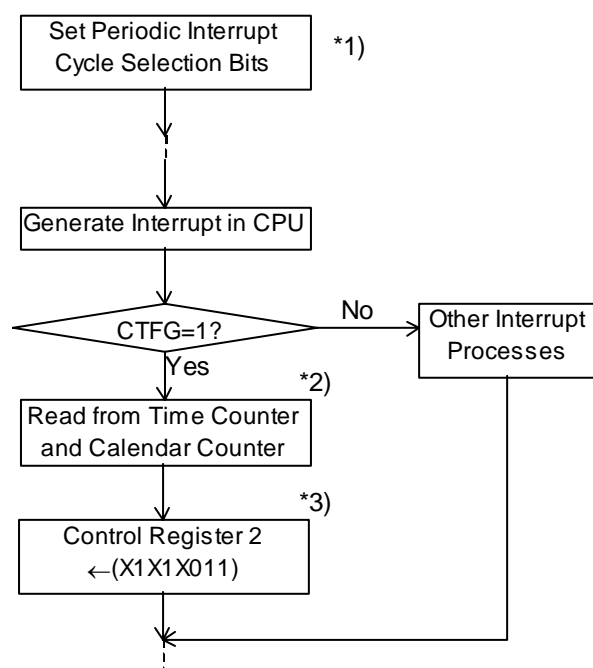 Set Periodic Interrupt
Cycle Selection Bits
*1)
Generate Interrupt in CPU
CTFG=1?
No
Other Interrupt
Processes
Yes
*2)
Read from Time Counter
and Calendar Counter
*3)
Control Register 2
←(X1X1X011)